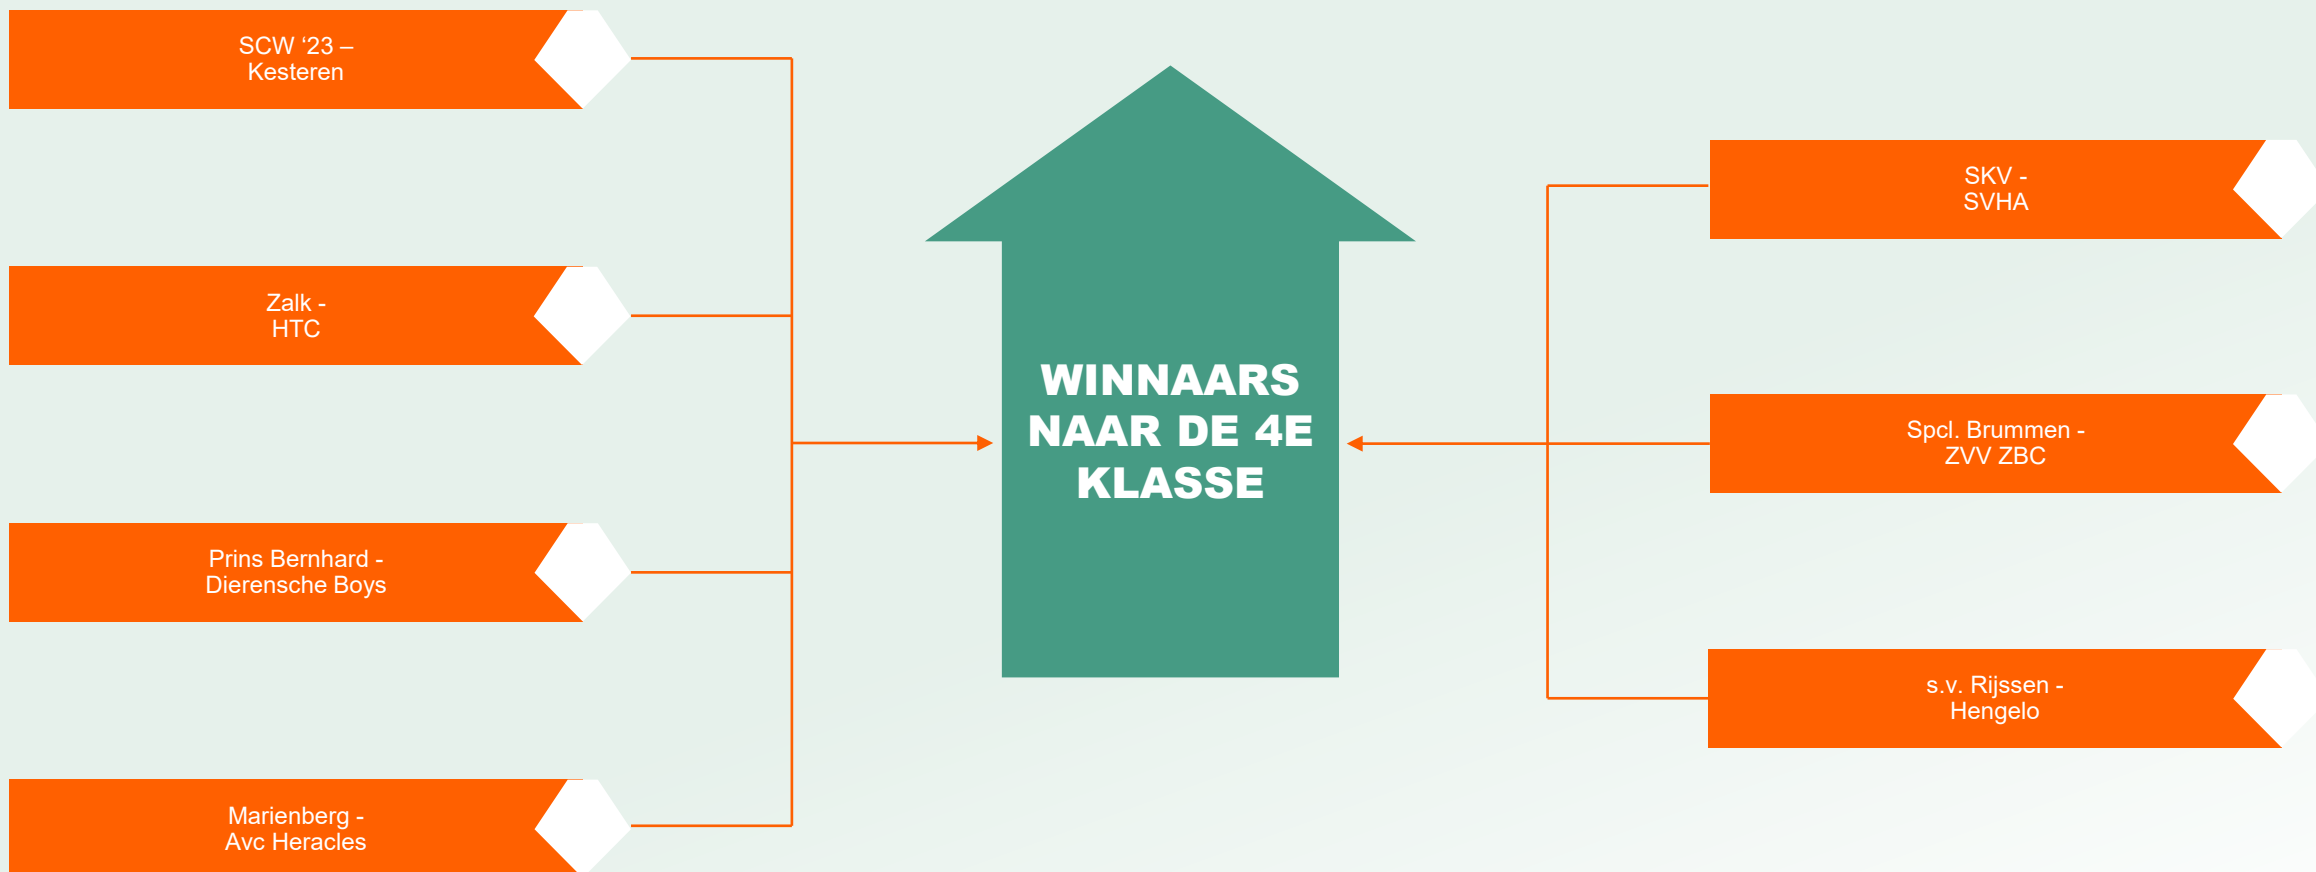 SCW ‘23 –
Kesteren
Zalk -
HTC
Prins Bernhard -
Dierensche Boys
Marienberg -
Avc Heracles
WINNAARS
NAAR DE 4E
KLASSE
SKV -
SVHA
Spcl. Brummen -
ZVV ZBC
s.v. Rijssen -
Hengelo